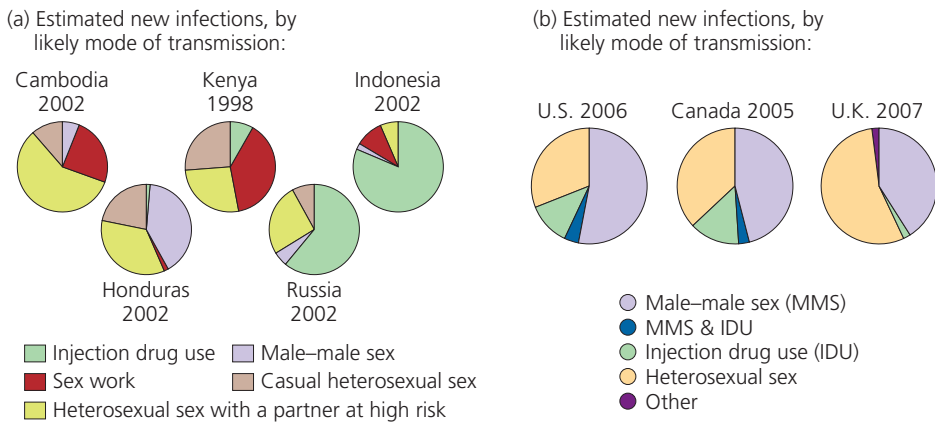 (a) Estimated new infections, by
likely mode of transmission:
Cambodia
2002
Kenya
1998
Indonesia
2002
Honduras
2002
Russia
2002
Injection drug use
Male–male sex
Sex work
Casual heterosexual sex
Heterosexual sex with a partner at high risk
(b) Estimated new infections, by
likely mode of transmission:
U.S. 2006
Canada 2005
U.K. 2007
Male–male sex (MMS)
MMS & IDU
Injection drug use (IDU)
Heterosexual sex
Other